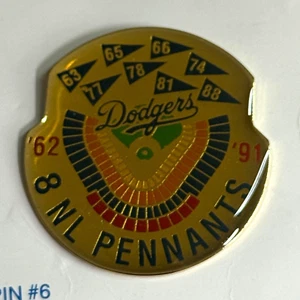 63 65 66 74
77 78 81 88
Dodgers
'62 '91
8 NL PENNANTS
PIN #6